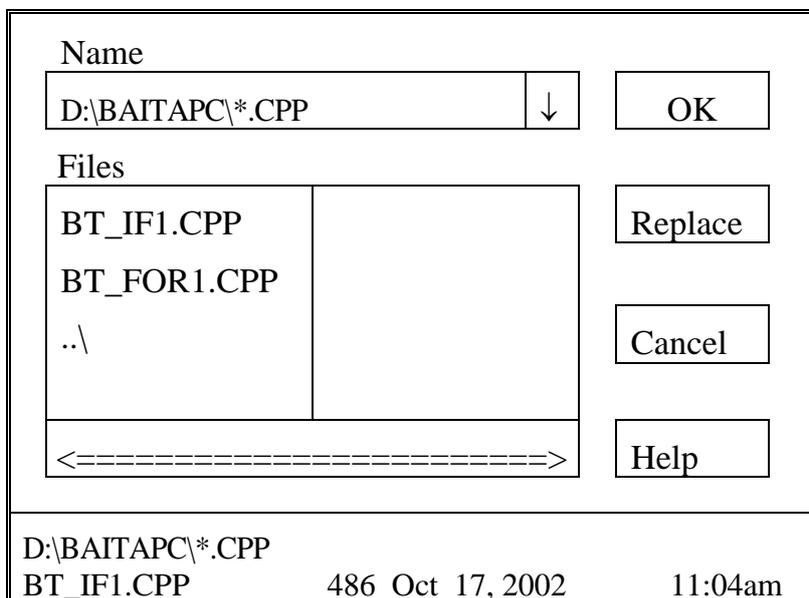 Name
D:\BAITAPC\*.CPP ↓ OK
Files
BT_IF1.CPP Replace
BT_FOR1.CPP
..\ Cancel
<========================> Help
D:\BAITAPC\*.CPP
BT_IF1.CPP 486 Oct 17, 2002 11:04am